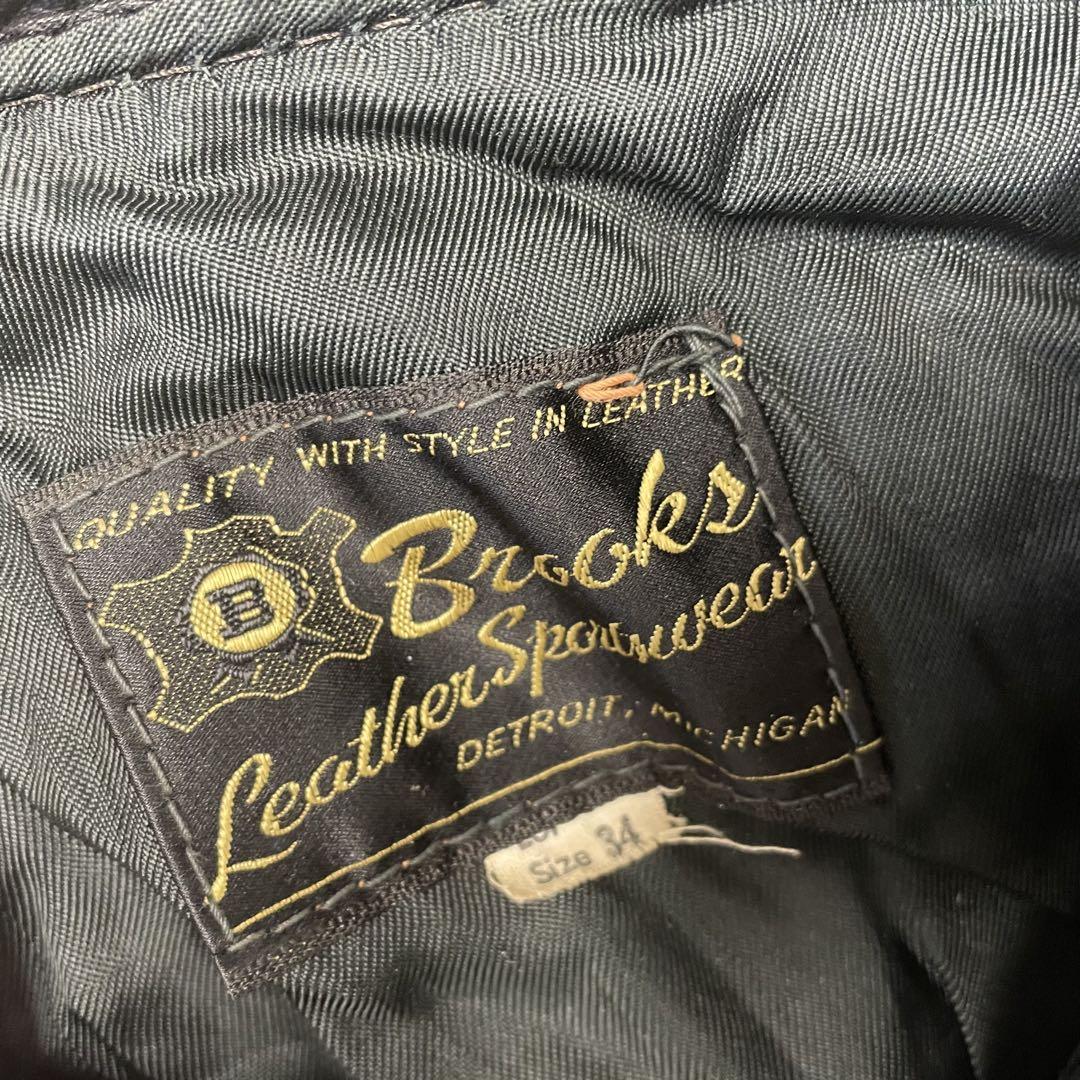 QUALITY WITH STYLE IN LEATHER
B
Brooks
Leather Sportswear
DETROIT, MICHIGAN
Size 34